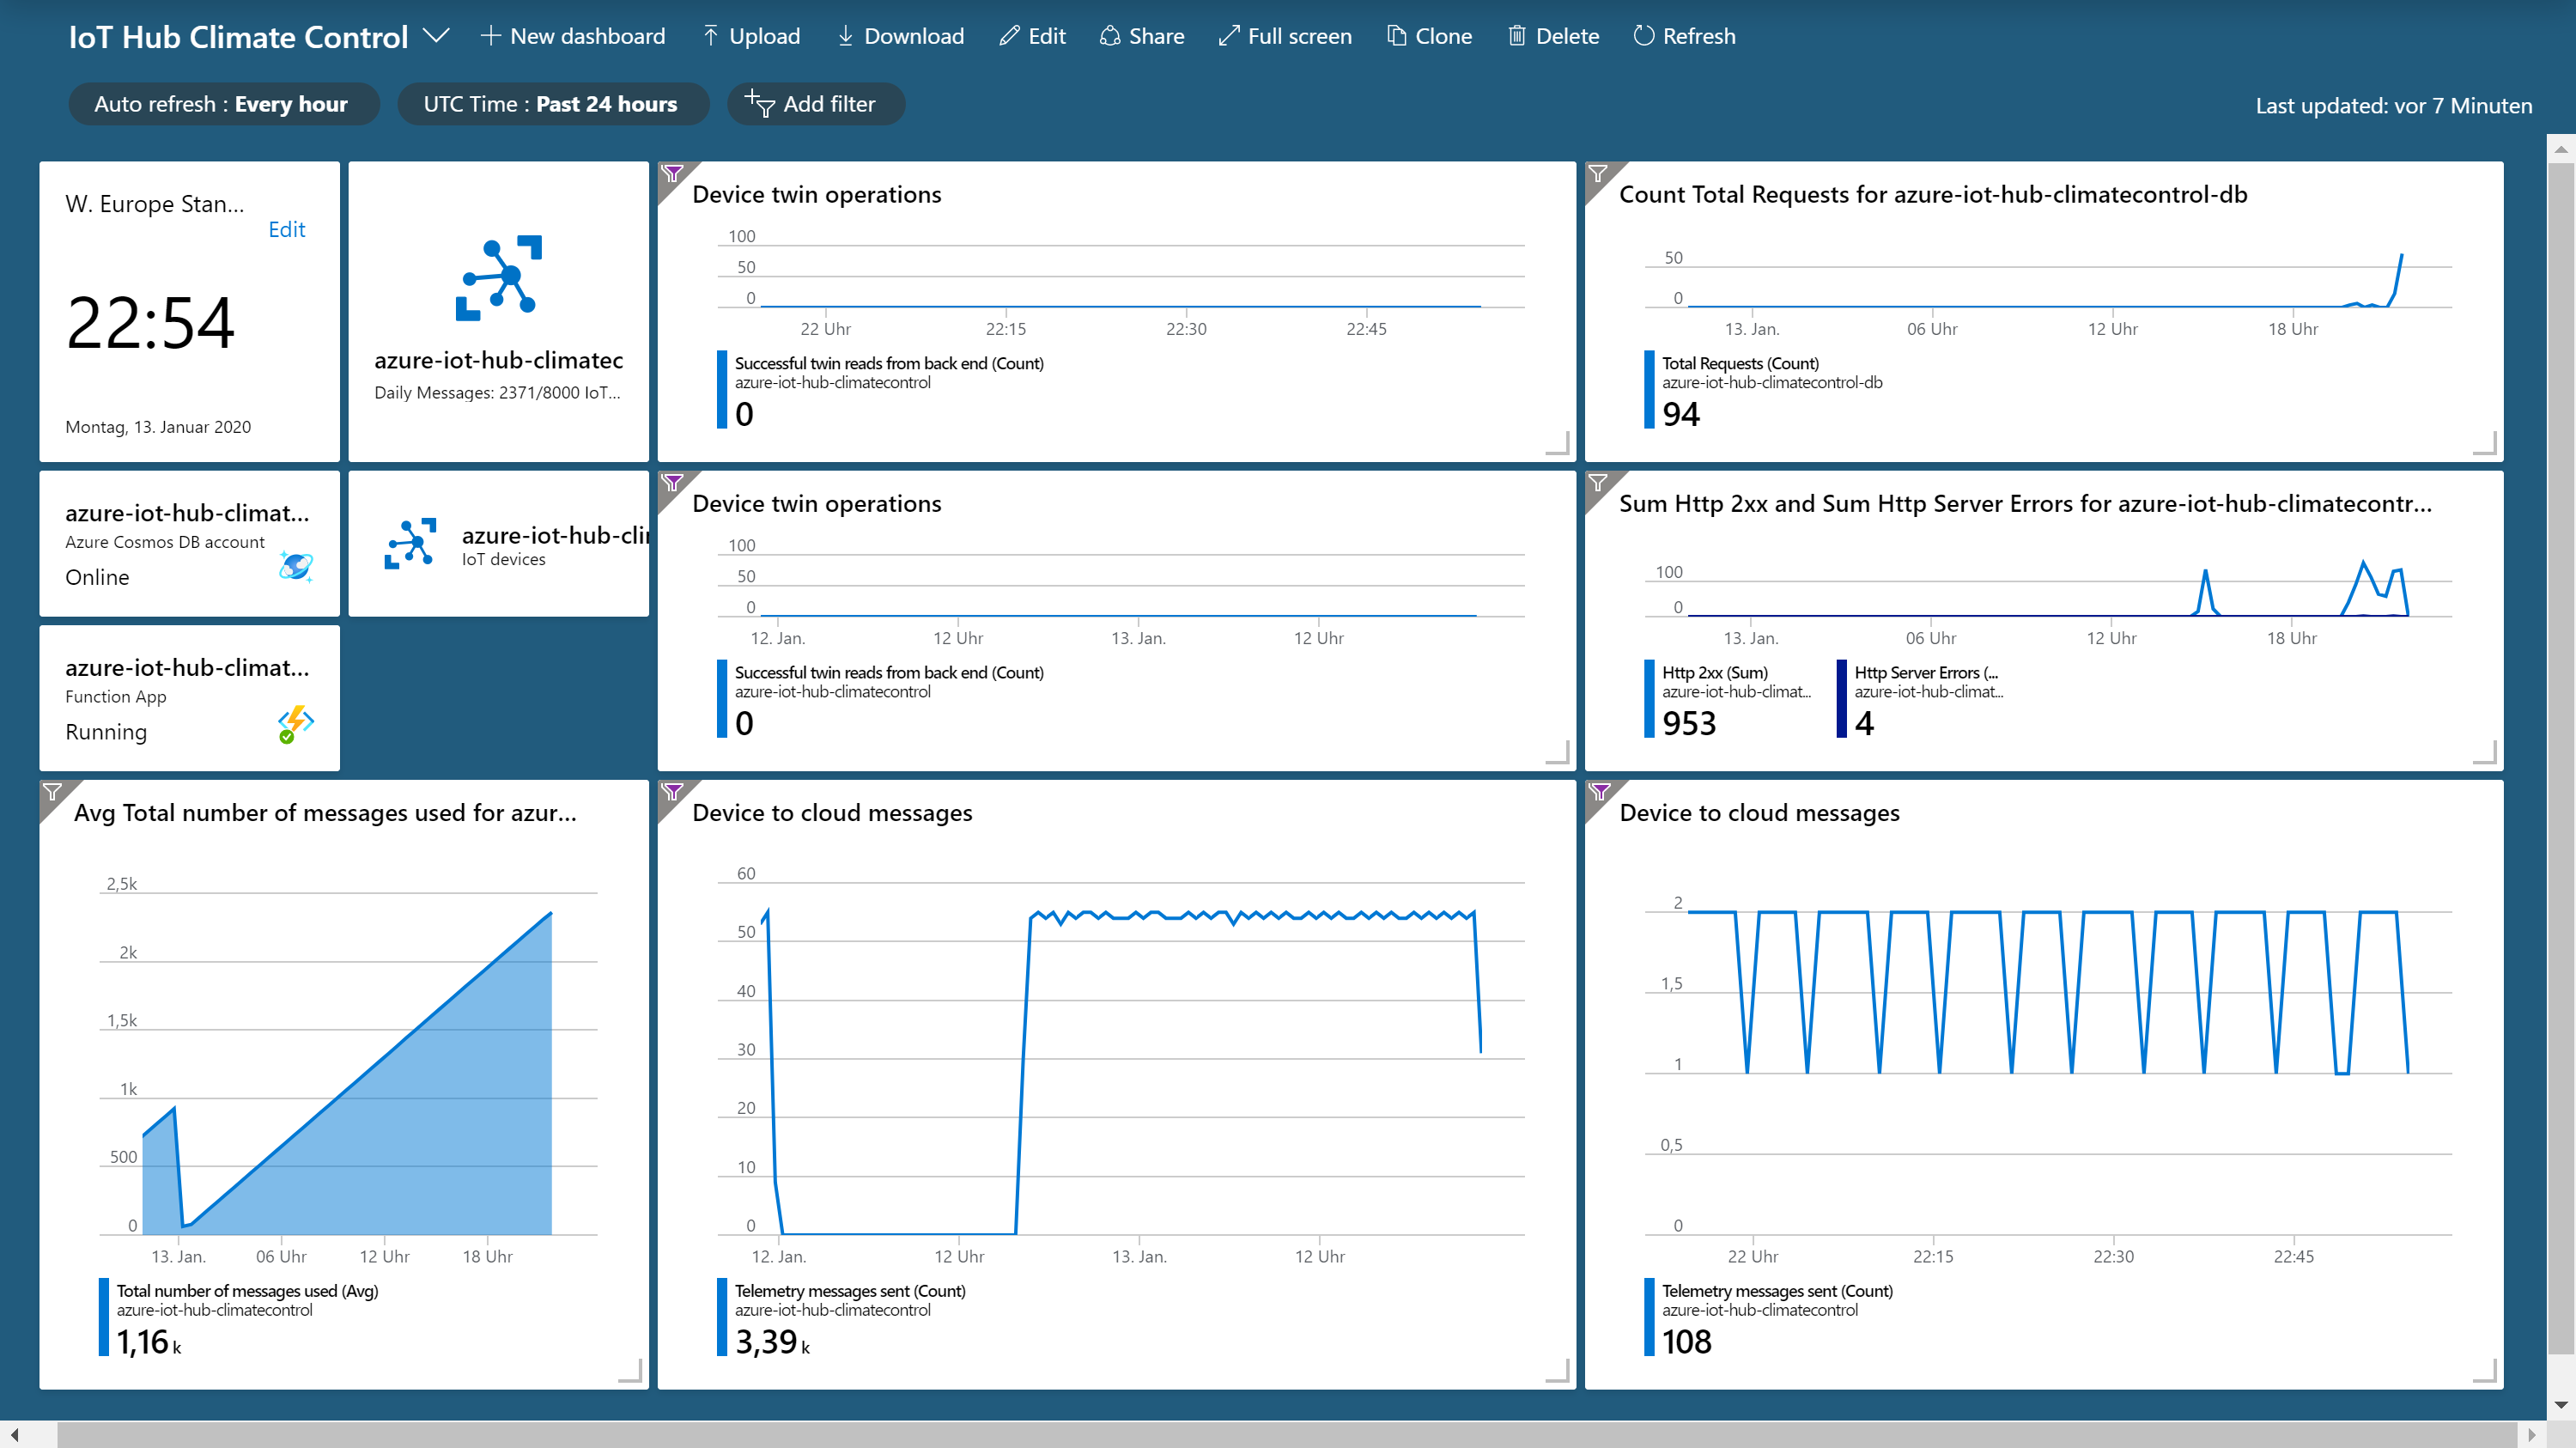 IoT Hub Climate Control
New dashboard
Upload
Download
Edit
Share
Full screen
Clone
Delete
Refresh
Auto refresh : Every hour
UTC Time : Past 24 hours
Add filter
Last updated: vor 7 Minuten
W. Europe Stan...
Edit
22:54
Montag, 13. Januar 2020
azure-iot-hub-climatec
Daily Messages: 2371/8000 IoT...
Device twin operations
100
50
0
22 Uhr
22:15
22:30
22:45
Successful twin reads from back end (Count)
azure-iot-hub-climatecontrol
0
Count Total Requests for azure-iot-hub-climatecontrol-db
50
0
13. Jan.
06 Uhr
12 Uhr
18 Uhr
Total Requests (Count)
azure-iot-hub-climatecontrol-db
94
azure-iot-hub-climat...
Azure Cosmos DB account
Online
azure-iot-hub-cli
IoT devices
Device twin operations
100
50
0
12. Jan.
12 Uhr
13. Jan.
12 Uhr
Successful twin reads from back end (Count)
azure-iot-hub-climatecontrol
0
Sum Http 2xx and Sum Http Server Errors for azure-iot-hub-climatecontr...
100
0
13. Jan.
06 Uhr
12 Uhr
18 Uhr
Http 2xx (Sum)
azure-iot-hub-climat...
953
Http Server Errors (...
azure-iot-hub-climat...
4
azure-iot-hub-climat...
Function App
Running
Avg Total number of messages used for azur...
2,5k
2k
1,5k
1k
500
0
13. Jan.
06 Uhr
12 Uhr
18 Uhr
Total number of messages used (Avg)
azure-iot-hub-climatecontrol
1,16 k
Device to cloud messages
60
50
40
30
20
10
0
12. Jan.
12 Uhr
13. Jan.
12 Uhr
Telemetry messages sent (Count)
azure-iot-hub-climatecontrol
3,39 k
Device to cloud messages
2
1,5
1
0,5
0
22 Uhr
22:15
22:30
22:45
Telemetry messages sent (Count)
azure-iot-hub-climatecontrol
108